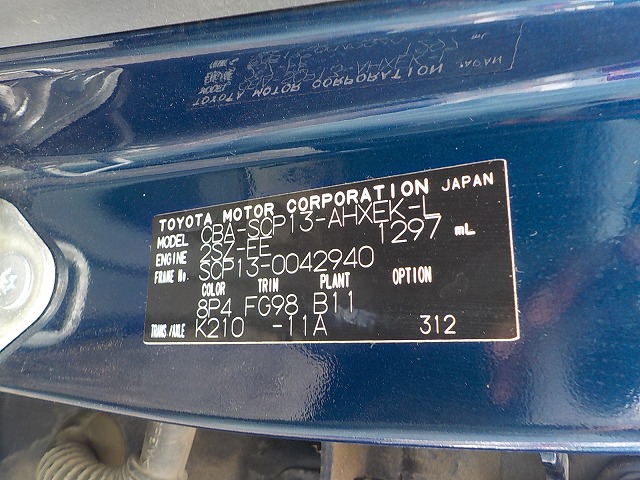 TOYOTA MOTOR CORPORATION JAPAN
MODEL CBA-SCP13-AHXEK-L
ENGINE 2SZ-FE 1297 mL
FRAME No. SCP13-0042940
COLOR TRIM PLANT OPTION
8P4 FG98 B11
TRANS/AXLE K210 -11A 312